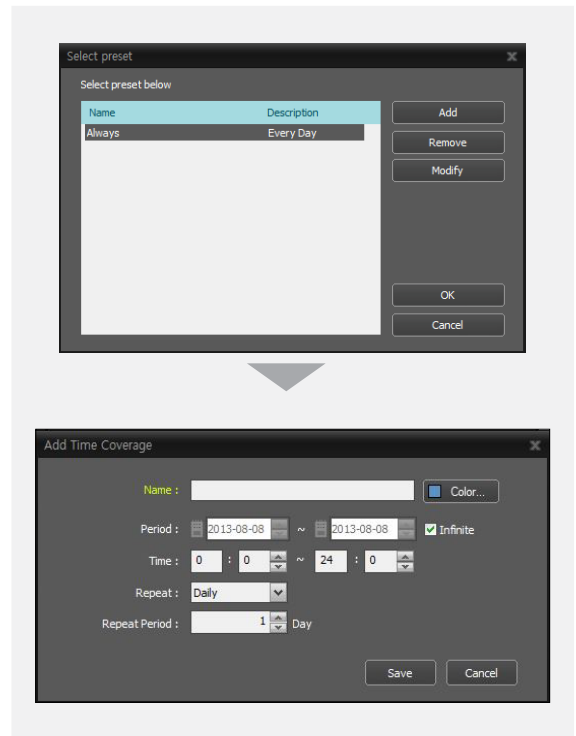 Select preset
Select preset below
Name Description
Always Every Day
Add
Remove
Modify
OK
Cancel
Add Time Coverage
Name : Color...
Period : 2013-08-08 ~ 2013-08-08 Infinite
Time : 0 : 0 ~ 24 : 0
Repeat : Daily
Repeat Period : 1 Day
Save Cancel